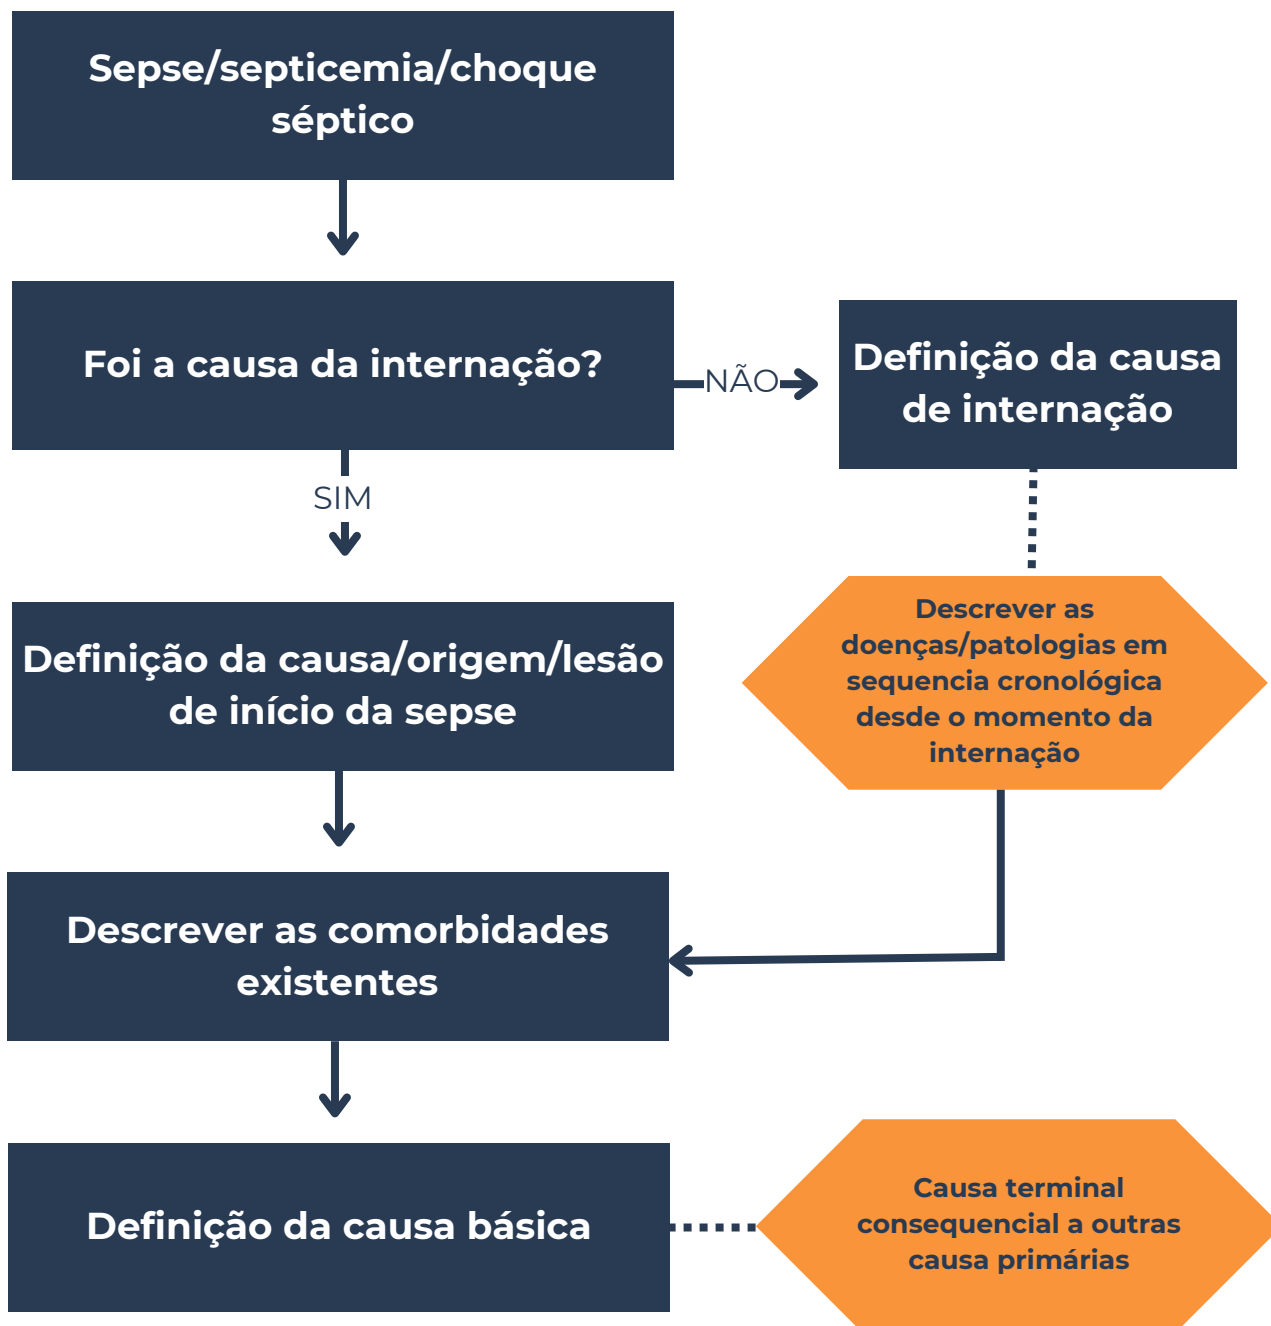 Sepse/septicemia/choque
séptico
Foi a causa da internação?
NÃO
Definição da causa
de internação
SIM
Descrever as
doenças/patologias em
sequencia cronológica
desde o momento da
internação
Definição da causa/origem/lesão
de início da sepse
Descrever as comorbidades
existentes
Definição da causa básica
Causa terminal
consequencial a outras
causa primárias